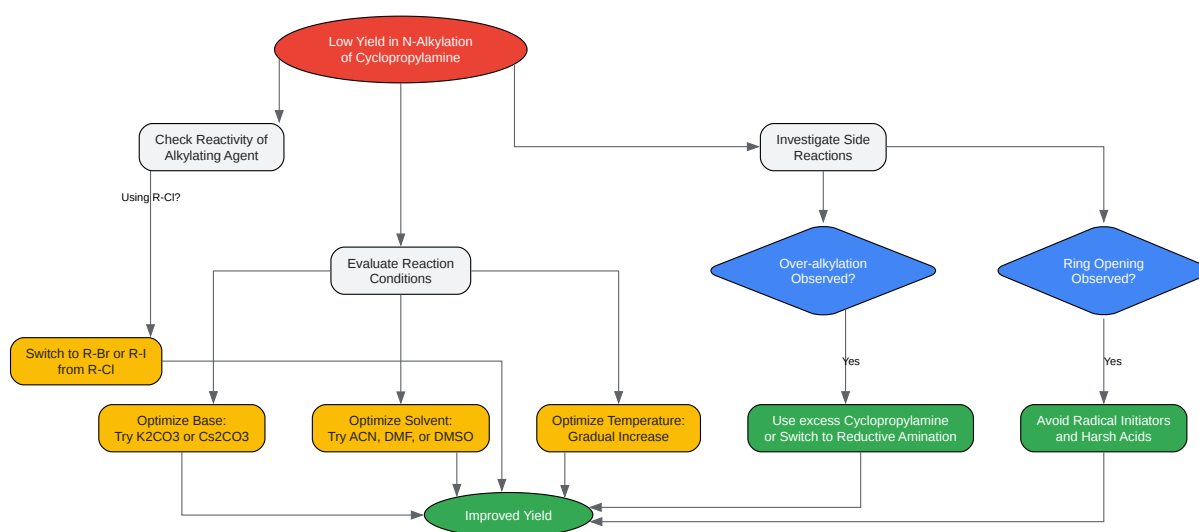 Low Yield in N-Alkylation
of Cyclopropylamine
Check Reactivity of
Alkylating Agent
Investigate Side
Reactions
Using R-Cl?
Evaluate Reaction
Conditions
Over-alkylation
Observed?
Ring Opening
Observed?
Switch to R-Br or R-I
from R-Cl
Yes
Yes
Optimize Base:
Try K2CO3 or Cs2CO3
Optimize Solvent:
Try ACN, DMF, or DMSO
Optimize Temperature:
Gradual Increase
Use excess Cyclopropylamine
or Switch to Reductive Amination
Avoid Radical Initiators
and Harsh Acids
Improved Yield